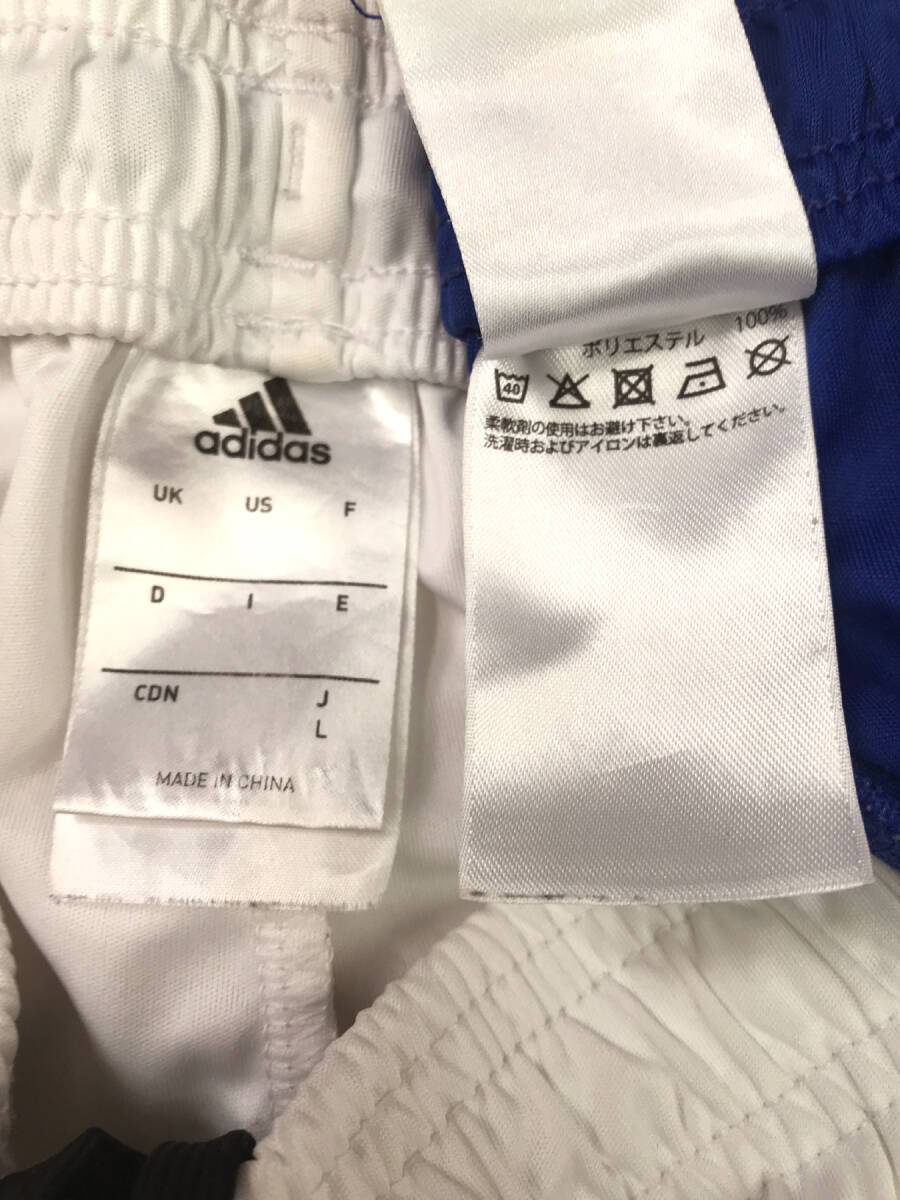 adidas
UK US F
D I E
CDN J
L
MADE IN CHINA
ポリエステル 100%
40
柔軟剤の使用はお避け下さい。
洗濯時およびアイロンは裏返してください。